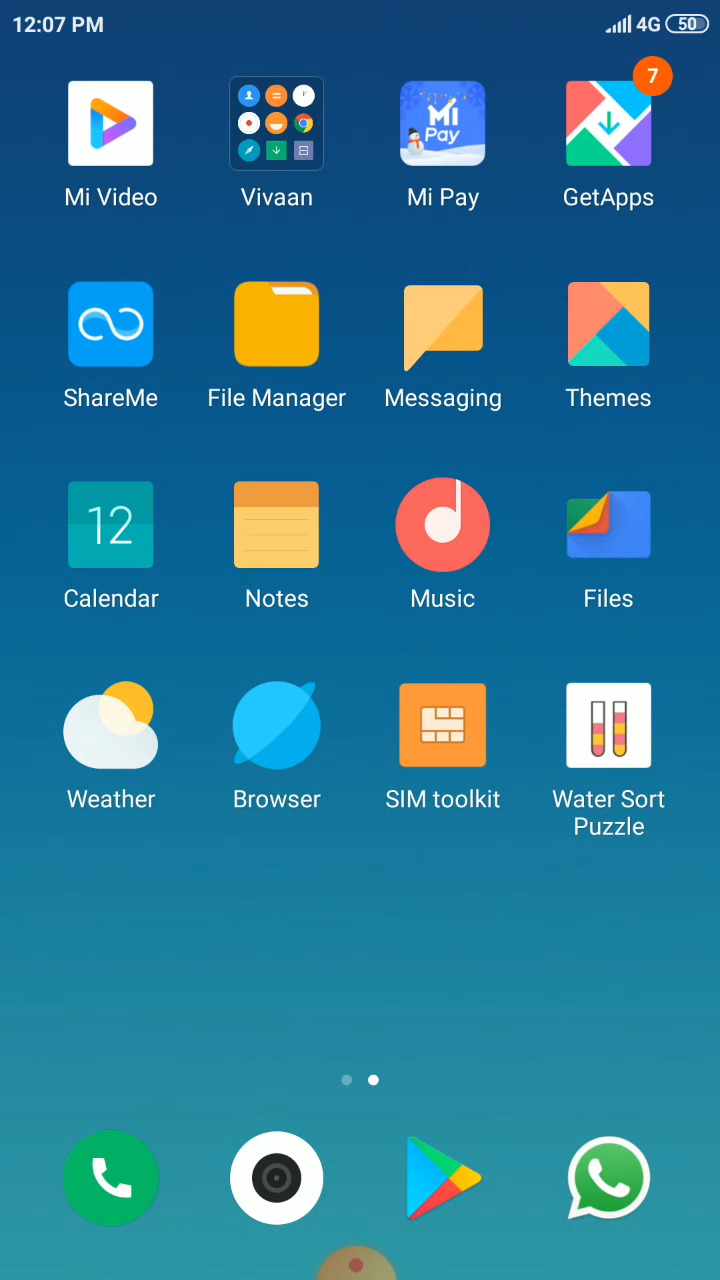 12:07 PM 4G 50
7
Mi Pay
Mi Video Vivaan Mi Pay GetApps
ShareMe File Manager Messaging Themes
12
Calendar Notes Music Files
Weather Browser SIM toolkit Water Sort
Puzzle